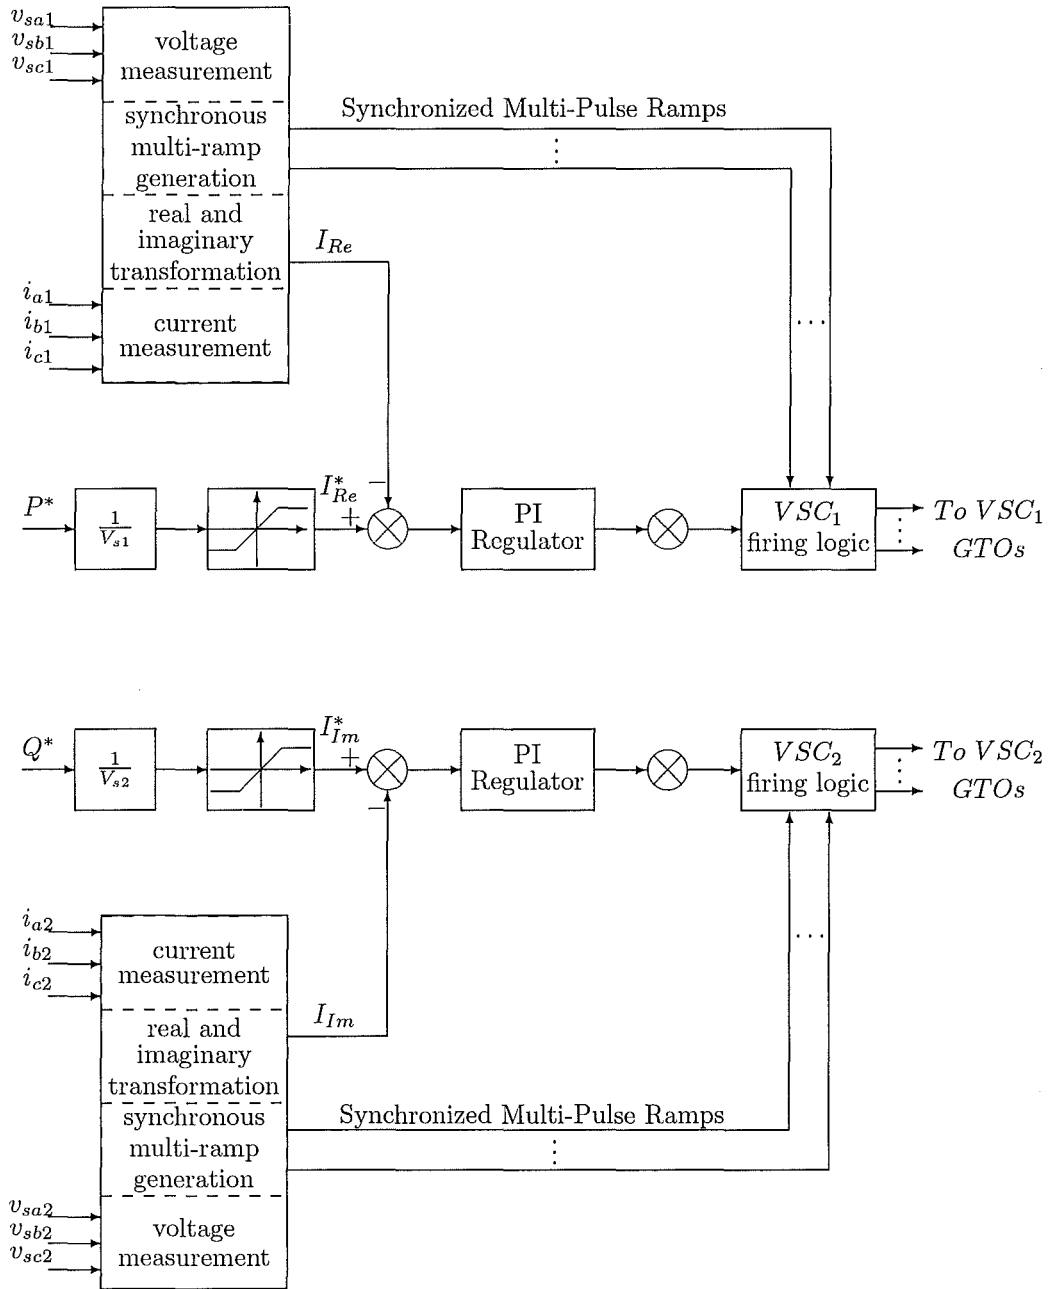 v_{sa1}
v_{sb1}
v_{sc1}
voltage
measurement
synchronous
multi-ramp
generation
Synchronized Multi-Pulse Ramps
⋮
real and
imaginary
transformation
I_{Re}
i_{a1}
i_{b1}
i_{c1}
current
measurement
···
P*
1
V_{s1}
I*_{Re}
−
+
PI
Regulator
VSC_1
firing logic
To VSC_1
⋮
GTOs
Q*
1
V_{s2}
I*_{Im}
+
−
PI
Regulator
VSC_2
firing logic
To VSC_2
⋮
GTOs
i_{a2}
i_{b2}
i_{c2}
current
measurement
···
real and
imaginary
transformation
I_{Im}
synchronous
multi-ramp
generation
Synchronized Multi-Pulse Ramps
⋮
v_{sa2}
v_{sb2}
v_{sc2}
voltage
measurement